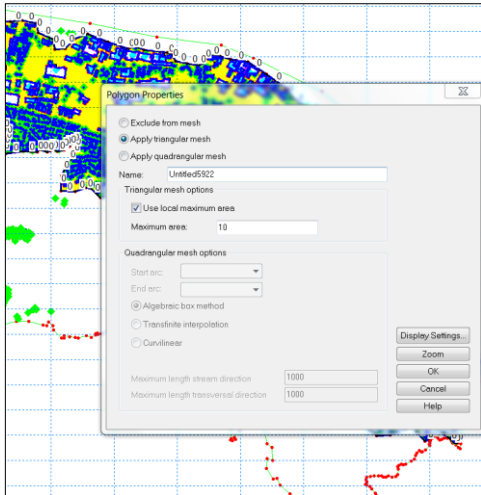 Polygon Properties
Exclude from mesh
Apply triangular mesh
Apply quadrangular mesh
Name: Untitled5922
Triangular mesh options
Use local maximum area
Maximum area: 10
Quadrangular mesh options
Start arc:
End arc:
Algebraic box method
Transfinite interpolation
Curvilinear
Display Settings...
Zoom
OK
Maximum length stream direction 1000
Cancel
Maximum length transversal direction 1000
Help